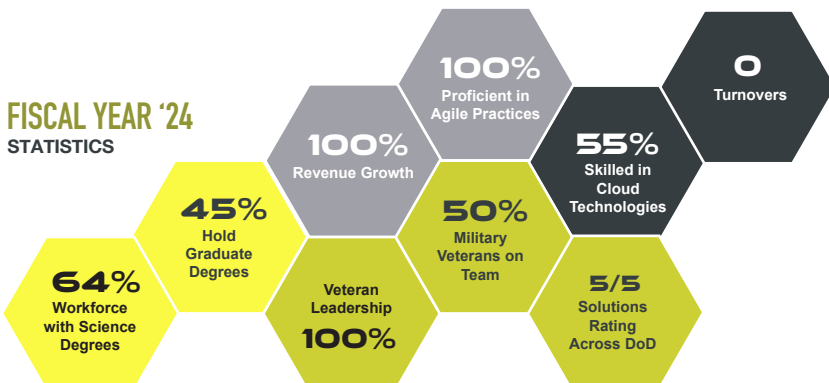 FISCAL YEAR ‘24
STATISTICS
100%
Proficient in
Agile Practices
0
Turnovers
100%
Revenue Growth
55%
Skilled in
Cloud
Technologies
45%
Hold
Graduate
Degrees
50%
Military
Veterans on
Team
64%
Workforce
with Science
Degrees
Veteran
Leadership
100%
5/5
Solutions
Rating
Across DoD